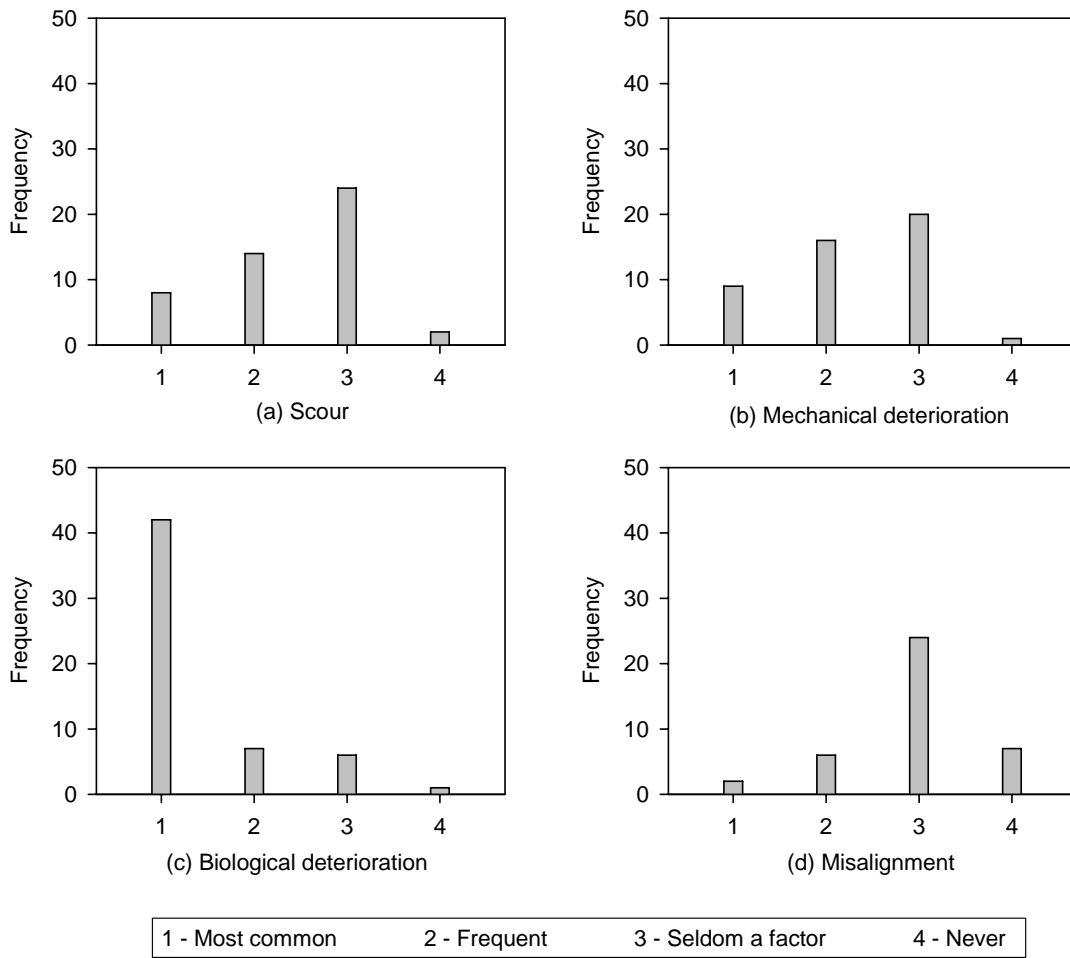 50
40
30
20
10
0
Frequency
1 2 3 4
(a) Scour
50
40
30
20
10
0
Frequency
1 2 3 4
(b) Mechanical deterioration
50
40
30
20
10
0
Frequency
1 2 3 4
(c) Biological deterioration
50
40
30
20
10
0
Frequency
1 2 3 4
(d) Misalignment
1 - Most common 2 - Frequent 3 - Seldom a factor 4 - Never